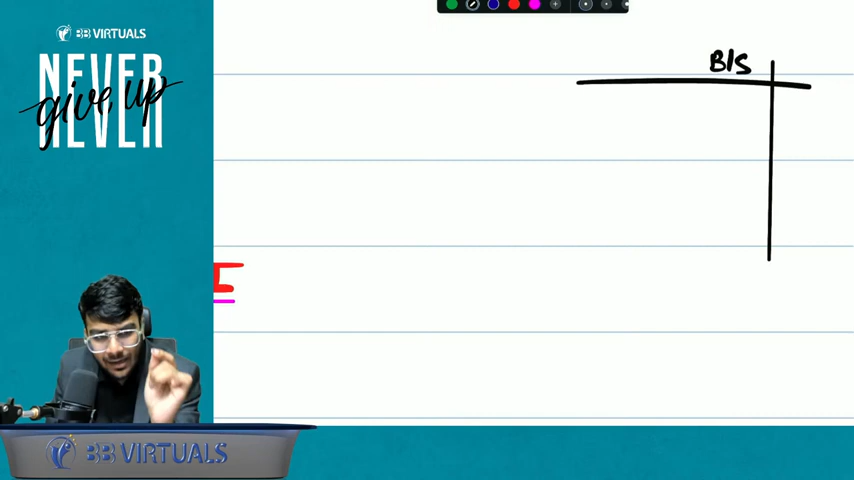 BB VIRTUALS
NEVER
give up
NEVER
B/S
I
BB VIRTUALS